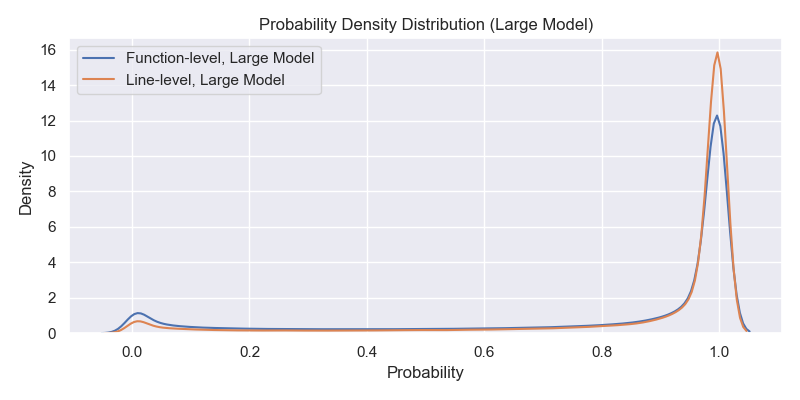 Probability Density Distribution (Large Model)
Function-level, Large Model
Line-level, Large Model
16
14
12
10
8
6
4
2
0
Density
0.0 0.2 0.4 0.6 0.8 1.0
Probability